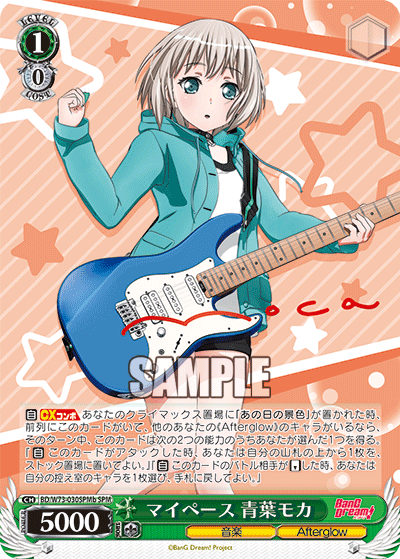 LEVEL
1
0
COST
oca
SAMPLE
【自】 CXコンボ あなたのクライマックス置場に「あの日の景色」が置かれた時、
前列にこのカードがいて、他のあなたの《Afterglow》のキャラがいるなら、
そのターン中、このカードは次の2つの能力のうちあなたが選んだ1つを得る。
『【自】 このカードがアタックした時、あなたは自分の山札の上から1枚を、
ストック置場に置いてよい。』『【自】 このカードのバトル相手が した時、あなたは
自分の控え室のキャラを1枚選び、手札に戻してよい。』
CH BD/W73-030SPMb SPM
5000
マイペース 青葉モカ
BanG Dream!
音楽
Afterglow
©BanG Dream! Project